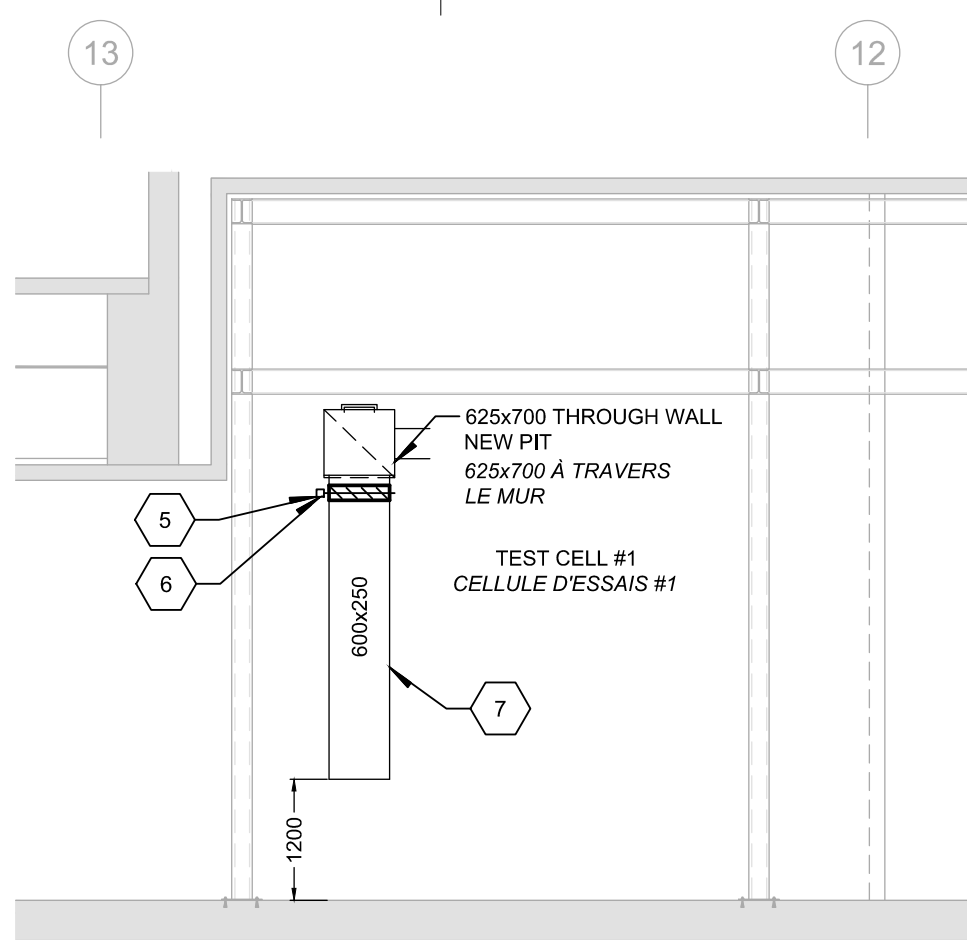 13
12
625x700 THROUGH WALL
NEW PIT
625x700 À TRAVERS
LE MUR
5
6
TEST CELL #1
CELLULE D'ESSAIS #1
600x250
7
1200